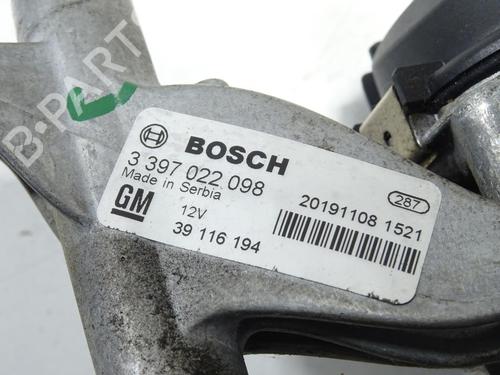 BOSCH
3 397 022 098
Made in Serbia
287
GM
12V
39 116 194
20191108 1521
B-PARTS